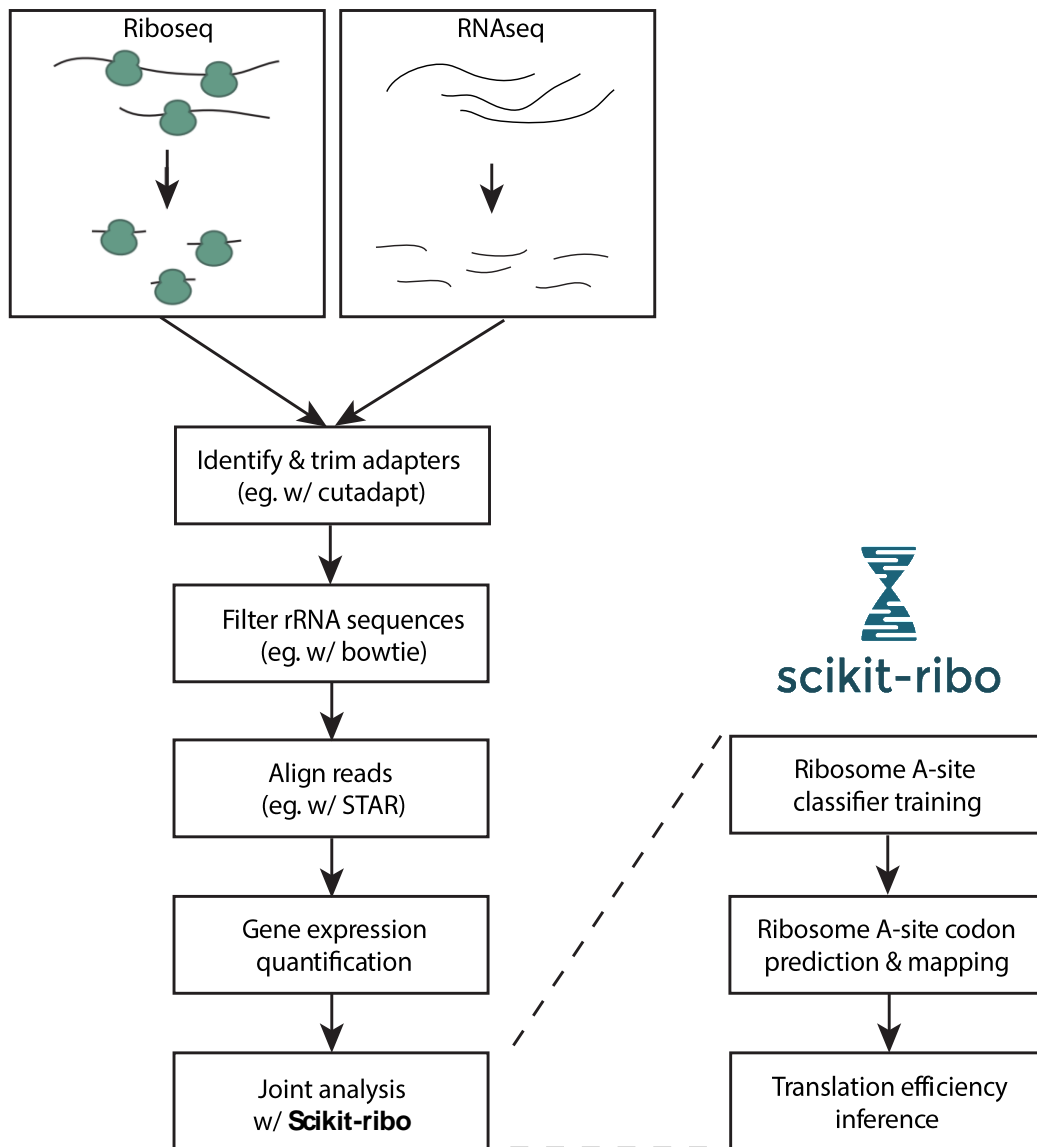 Riboseq
RNAseq
Identify & trim adapters
(eg. w/ cutadapt)
Filter rRNA sequences
(eg. w/ bowtie)
Align reads
(eg. w/ STAR)
Gene expression
quantification
Joint analysis
w/ Scikit-ribo
scikit-ribo
Ribosome A-site
classifier training
Ribosome A-site codon
prediction & mapping
Translation efficiency
inference